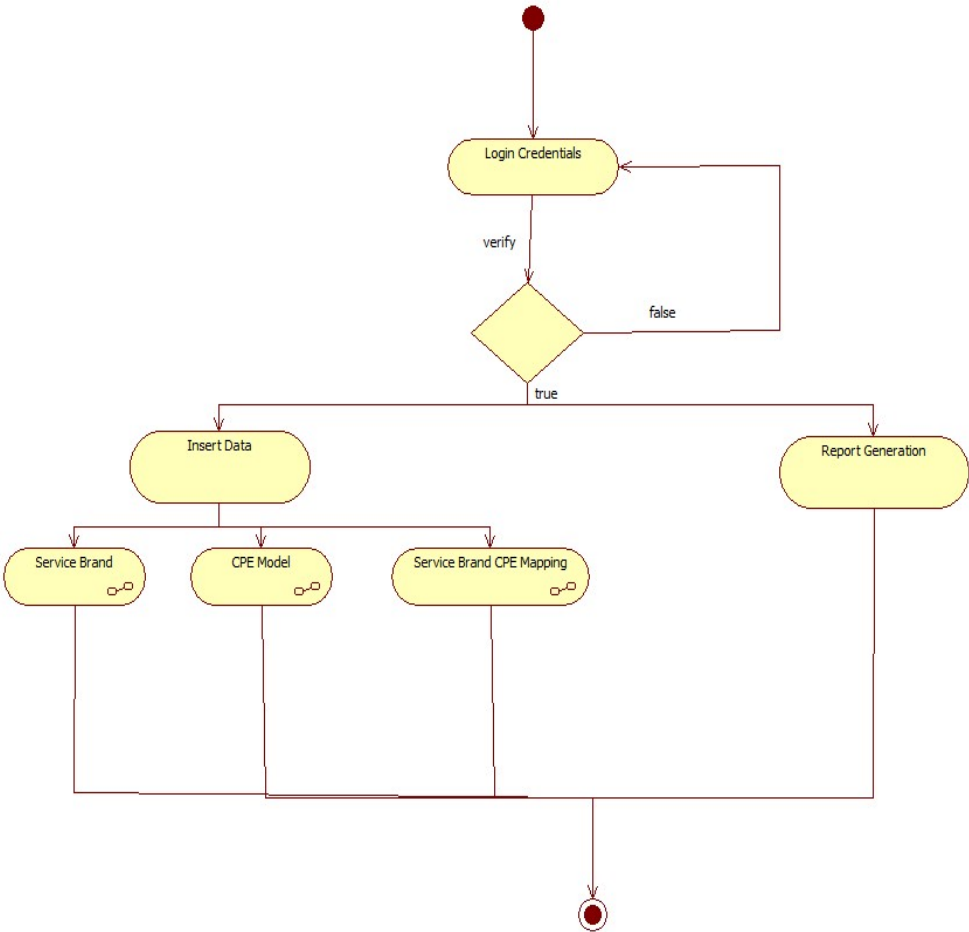 Login Credentials
verify
false
true
Insert Data
Report Generation
Service Brand
CPE Model
Service Brand CPE Mapping